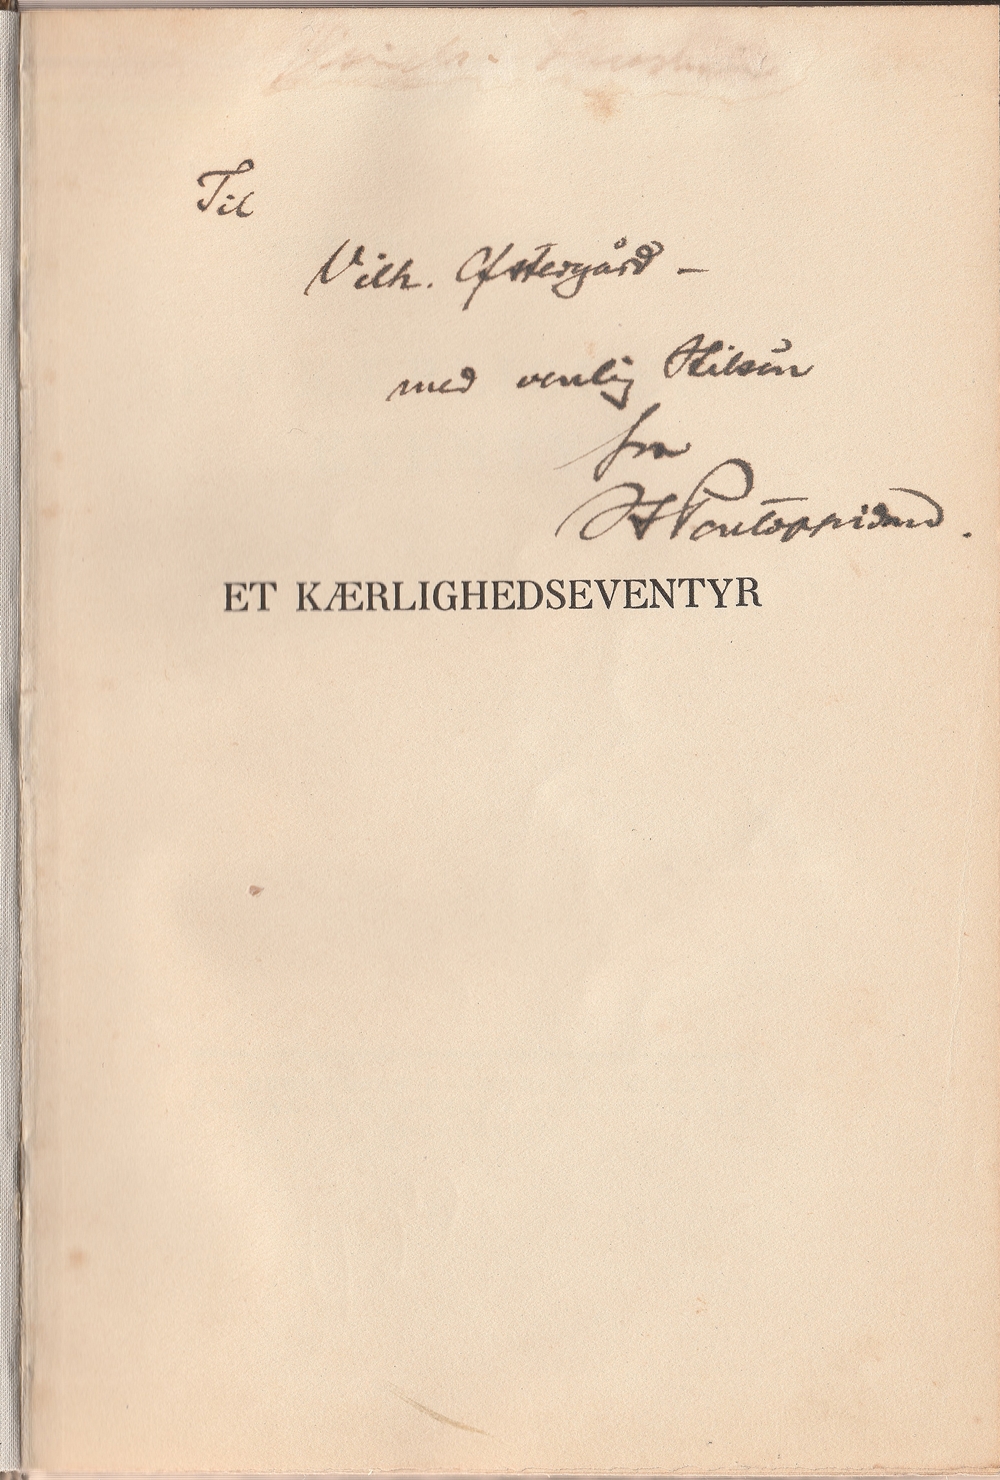 Til
Vilh. Østergård –
med venlig Hilsen
fra
H Pontoppidan.
ET KÆRLIGHEDSEVENTYR